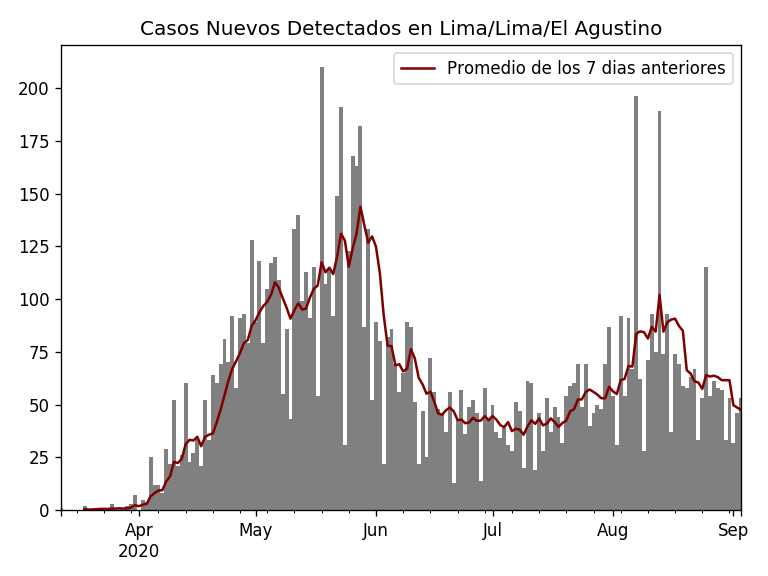 Casos Nuevos Detectados en Lima/Lima/El Agustino
Promedio de los 7 dias anteriores
200
175
150
125
100
75
50
25
0
Apr
2020
May
Jun
Jul
Aug
Sep